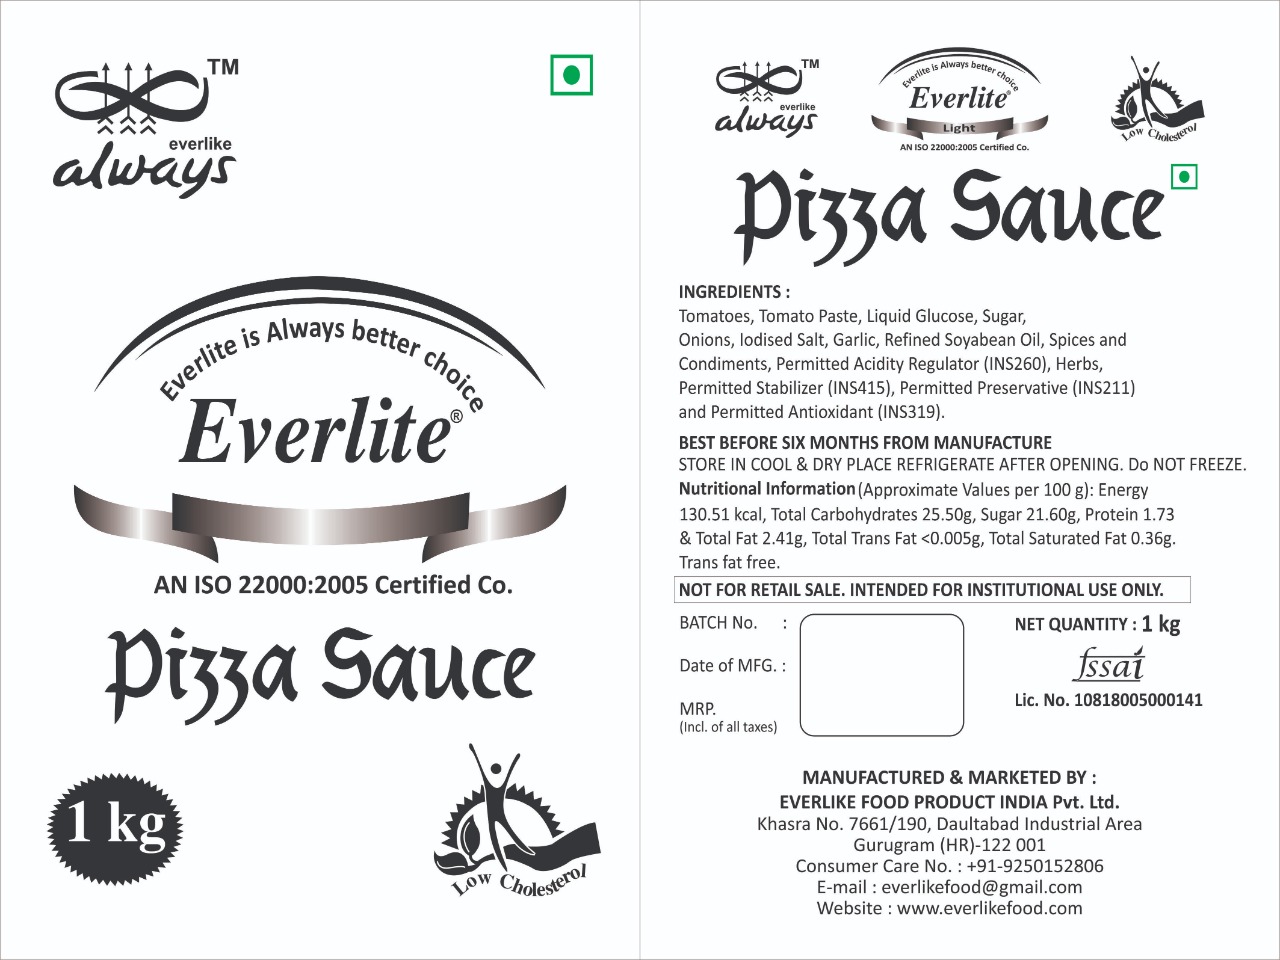 TM
everlike
always
Everlite is Always better choice
Everlite®
AN ISO 22000:2005 Certified Co.
Pizza Sauce
1 kg
Low Cholesterol
TM
everlike
always
Everlite is Always better choice
Everlite®
Light
AN ISO 22000:2005 Certified Co.
Low Cholesterol
Pizza Sauce
INGREDIENTS :
Tomatoes, Tomato Paste, Liquid Glucose, Sugar,
Onions, Iodised Salt, Garlic, Refined Soyabean Oil, Spices and
Condiments, Permitted Acidity Regulator (INS260), Herbs,
Permitted Stabilizer (INS415), Permitted Preservative (INS211)
and Permitted Antioxidant (INS319).
BEST BEFORE SIX MONTHS FROM MANUFACTURE
STORE IN COOL & DRY PLACE REFRIGERATE AFTER OPENING. Do NOT FREEZE.
Nutritional Information (Approximate Values per 100 g): Energy
130.51 kcal, Total Carbohydrates 25.50g, Sugar 21.60g, Protein 1.73
& Total Fat 2.41g, Total Trans Fat <0.005g, Total Saturated Fat 0.36g.
Trans fat free.
NOT FOR RETAIL SALE. INTENDED FOR INSTITUTIONAL USE ONLY.
BATCH No. :
Date of MFG. :
MRP.
(Incl. of all taxes)
NET QUANTITY : 1 kg
fssai
Lic. No. 10818005000141
MANUFACTURED & MARKETED BY :
EVERLIKE FOOD PRODUCT INDIA Pvt. Ltd.
Khasra No. 7661/190, Daultabad Industrial Area
Gurugram (HR)-122 001
Consumer Care No. : +91-9250152806
E-mail : everlikefood@gmail.com
Website : www.everlikefood.com